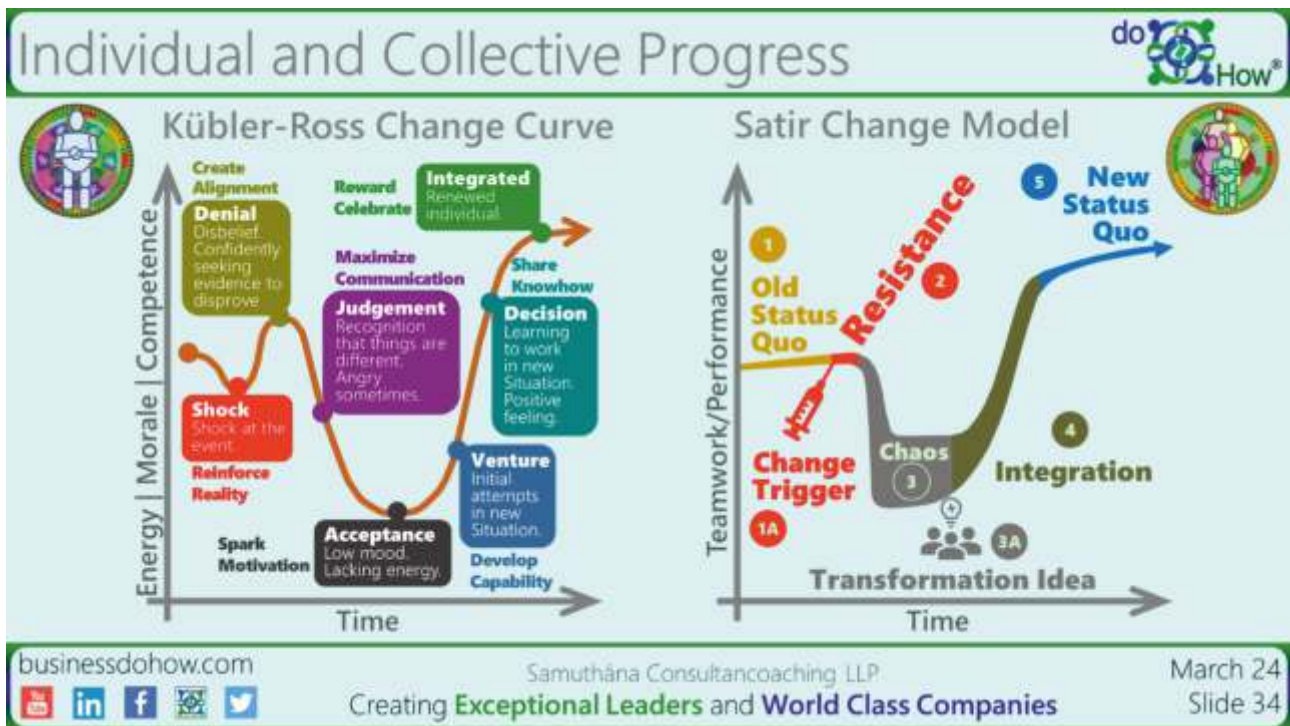 Individual and Collective Progress
do
How®
Kübler-Ross Change Curve
Energy | Morale | Competence
Create
Alignment
Denial
Disbelief.
Confidently
seeking
evidence to
disprove
Shock
Shock at the
event.
Reinforce
Reality
Maximize
Communication
Judgement
Recognition
that things are
different.
Angry
sometimes.
Spark
Motivation
Acceptance
Low mood.
Lacking energy.
Venture
Initial
attempts
in new
Situation.
Develop
Capability
Share
Knowhow
Decision
Learning
to work
in new
Situation.
Positive
feeling.
Reward
Celebrate
Integrated
Renewed
individual.
Time
Satir Change Model
Teamwork/Performance
1
Old
Status
Quo
Change
Trigger
1A
Resistance
2
Chaos
3
3A
Transformation Idea
4
Integration
5
New
Status
Quo
Time
businessdohow.com
You
in
f
Samuthâna Consultancoaching LLP
Creating Exceptional Leaders and World Class Companies
March 24
Slide 34